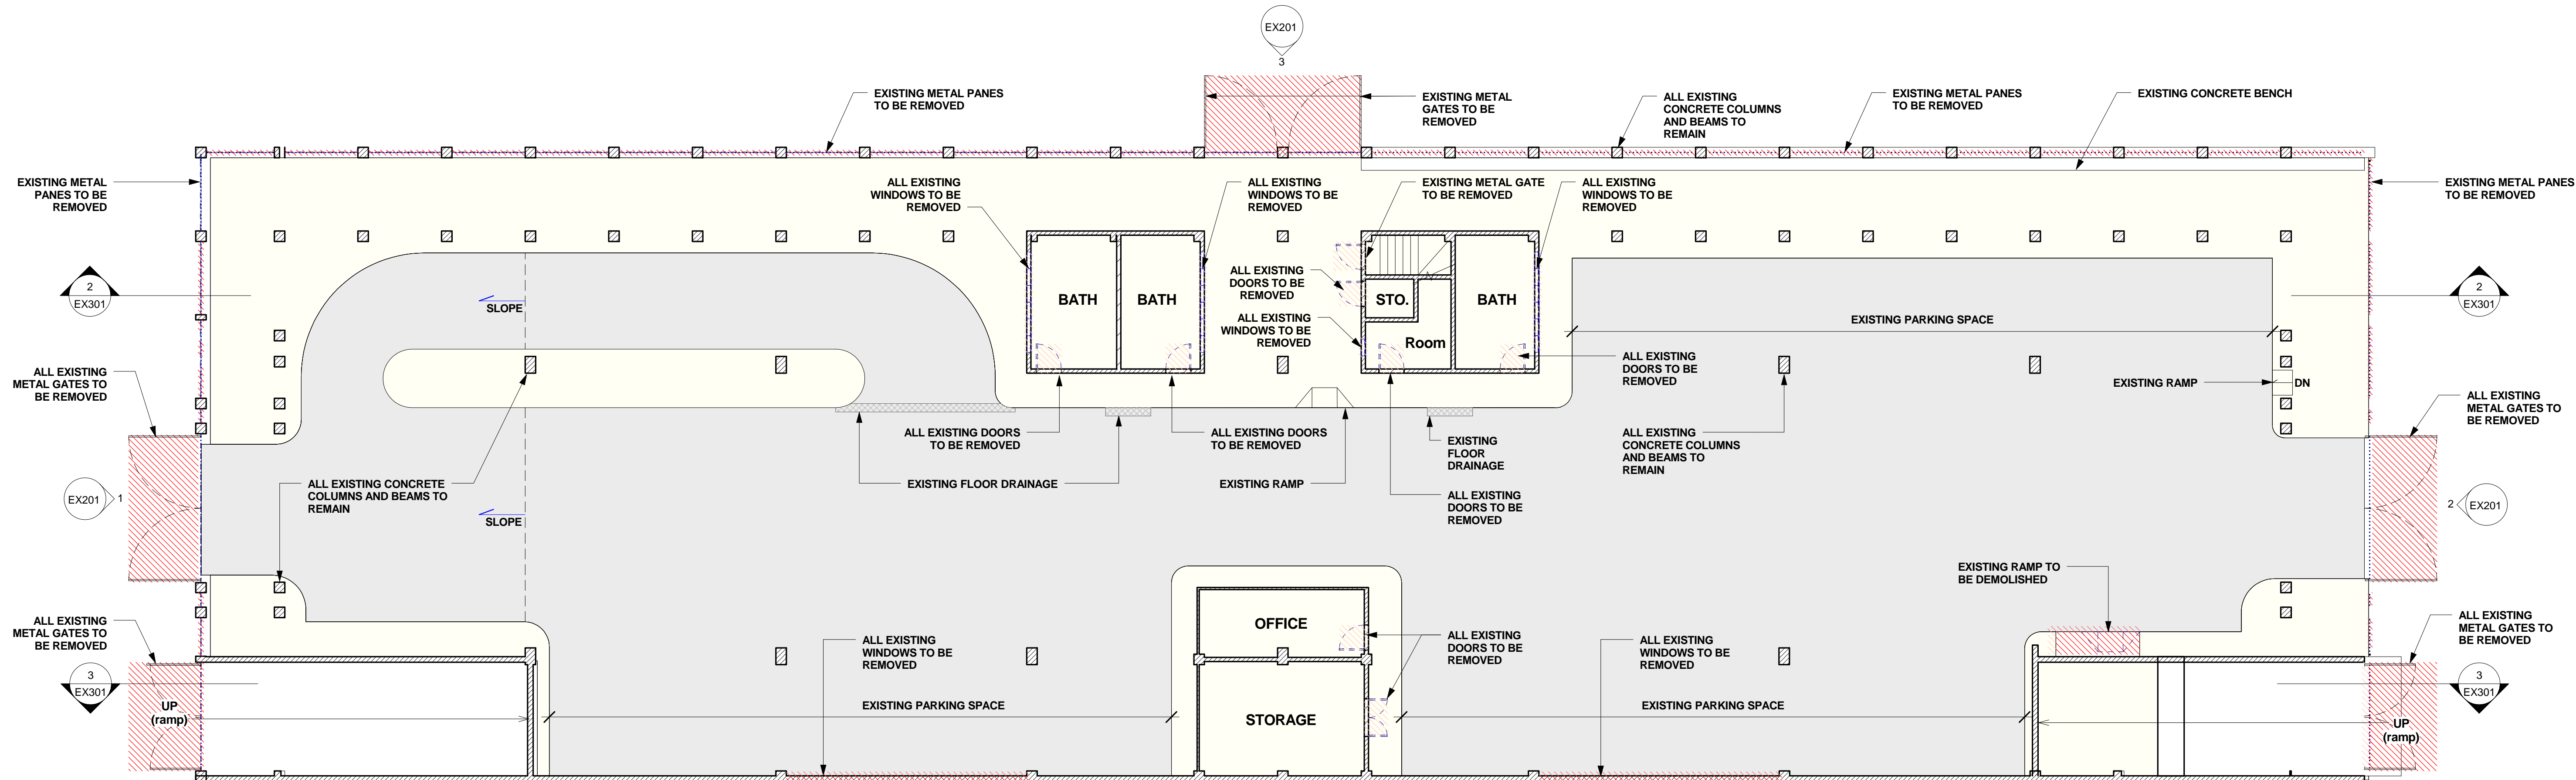 EX201
3
EXISTING METAL PANES
TO BE REMOVED
EXISTING METAL
GATES TO BE
REMOVED
ALL EXISTING
CONCRETE COLUMNS
AND BEAMS TO
REMAIN
EXISTING METAL PANES
TO BE REMOVED
EXISTING CONCRETE BENCH
EXISTING METAL
PANES TO BE
REMOVED
ALL EXISTING
WINDOWS TO BE
REMOVED
ALL EXISTING
WINDOWS TO BE
REMOVED
EXISTING METAL GATE
TO BE REMOVED
ALL EXISTING
WINDOWS TO BE
REMOVED
EXISTING METAL PANES
TO BE REMOVED
2
EX301
SLOPE
BATH
BATH
ALL EXISTING
DOORS TO BE
REMOVED
STO.
BATH
ALL EXISTING
WINDOWS TO BE
REMOVED
Room
EXISTING PARKING SPACE
2
EX301
ALL EXISTING
METAL GATES TO
BE REMOVED
ALL EXISTING
DOORS TO BE
REMOVED
EXISTING RAMP
DN
ALL EXISTING
METAL GATES TO
BE REMOVED
ALL EXISTING DOORS
TO BE REMOVED
ALL EXISTING DOORS
TO BE REMOVED
EXISTING
FLOOR
DRAINAGE
ALL EXISTING
CONCRETE COLUMNS
AND BEAMS TO
REMAIN
EX201
1
ALL EXISTING CONCRETE
COLUMNS AND BEAMS TO
REMAIN
SLOPE
EXISTING FLOOR DRAINAGE
EXISTING RAMP
ALL EXISTING
DOORS TO BE
REMOVED
2
EX201
EXISTING RAMP TO
BE DEMOLISHED
ALL EXISTING
METAL GATES TO
BE REMOVED
ALL EXISTING
WINDOWS TO BE
REMOVED
OFFICE
ALL EXISTING
DOORS TO BE
REMOVED
ALL EXISTING
WINDOWS TO BE
REMOVED
ALL EXISTING
METAL GATES TO
BE REMOVED
3
EX301
UP
(ramp)
EXISTING PARKING SPACE
STORAGE
EXISTING PARKING SPACE
3
EX301
UP
(ramp)